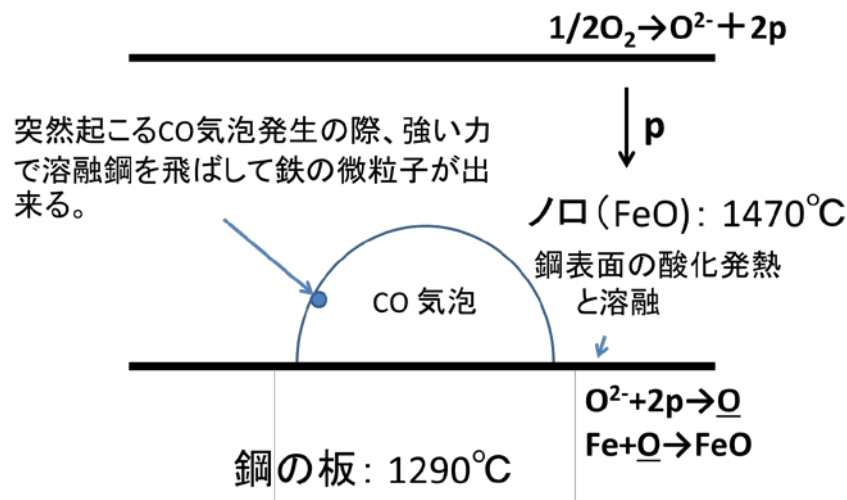 1/2O₂→O²⁻＋2p
突然起こるCO気泡発生の際、強い力
で溶融鋼を飛ばして鉄の微粒子が出
来る。
p
ノロ（FeO）: 1470℃
鋼表面の酸化発熱
と溶融
CO 気泡
O²⁻+2p→O̲
Fe+O̲→FeO
鋼の板: 1290℃